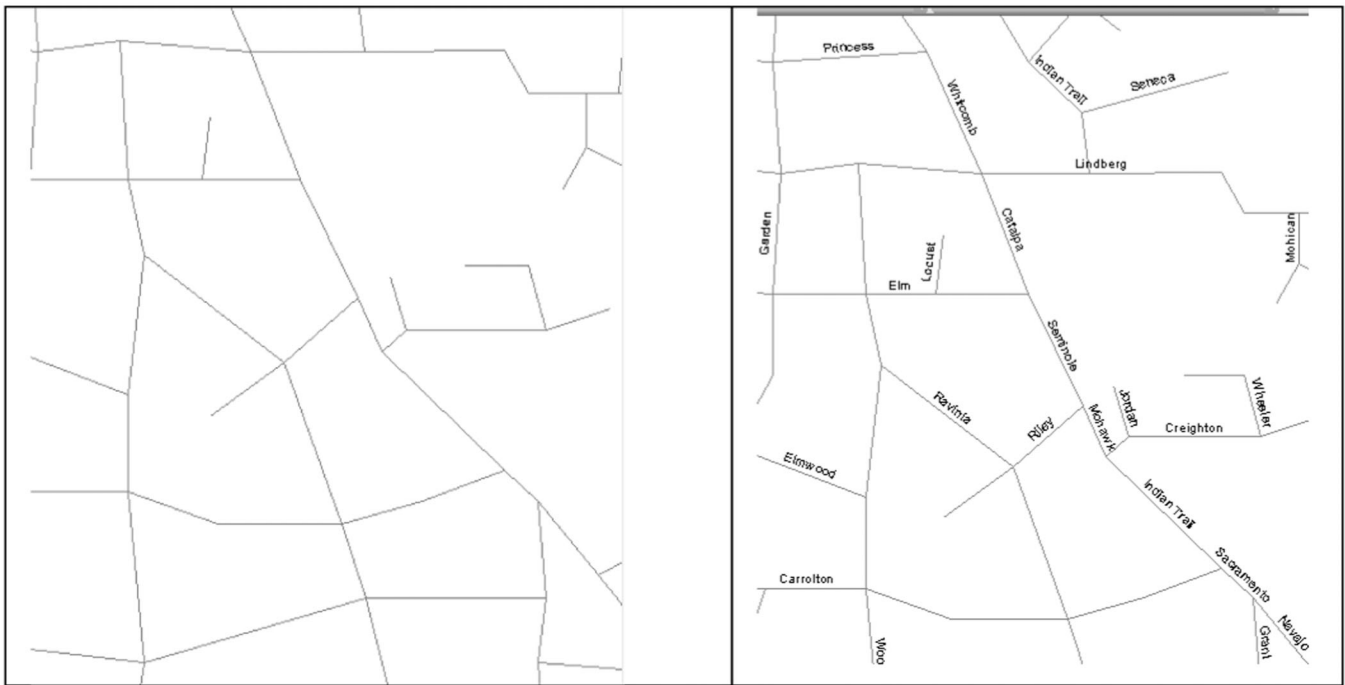 Princess
Indian Trail
Seneca
Whitcomb
Lindberg
Garden
Catalpa
Mohican
Locust
Elm
Seminole
Ravinia
Riley
Mohawk
Jordan
Wheeler
Creighton
Elmwood
Indian Trail
Carrolton
Sacramento
Woo
Grant
Navajo